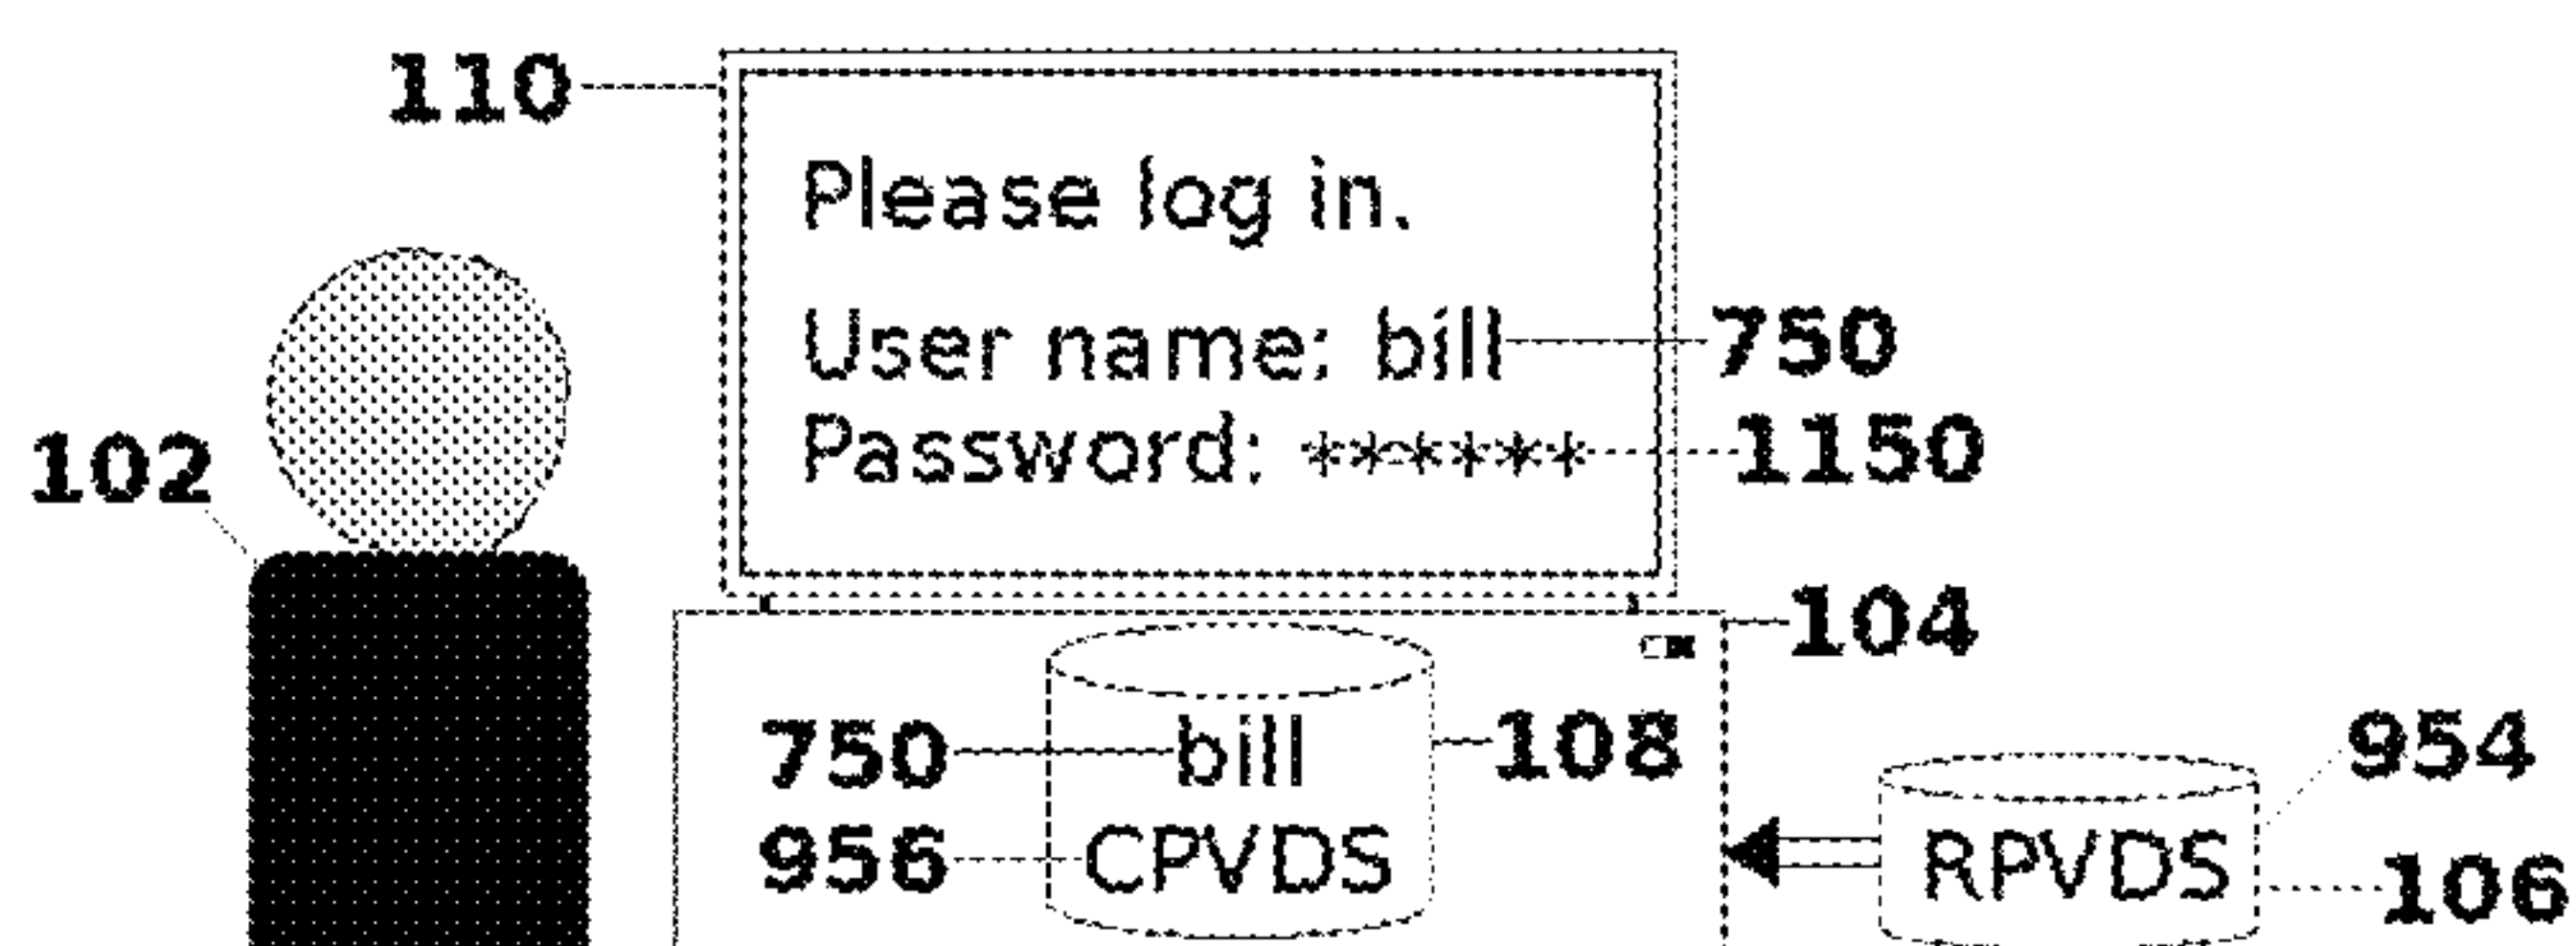 110
Please log in.
User name: bill 750
Password: ****** 1150
102
104
750 bill 108
954
956 CPVDS
RPVDS
106